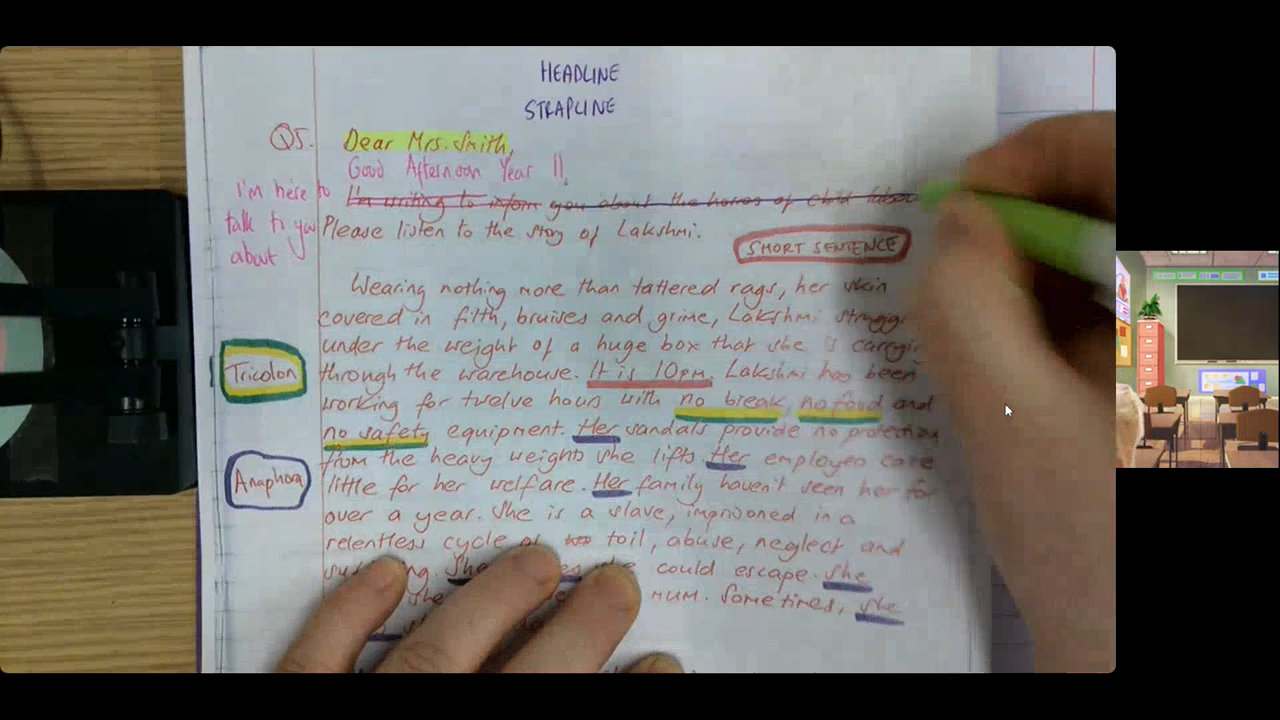 HEADLINE
STRAPLINE
Q5.
Dear Mrs. Smith,
Good Afternoon Year 11.
I'm here to
talk to you
about
I'm writing to inform you about the horros of child labou
Please listen to the stoy of Lakshmi.
SHORT SENTENCE
Wearing nothing more than tattered rags, her skin
covered in filth, bruises and grime, Lakshmi
under the weight of a huge box that she is
through the warehouse. It is 10pm. Lakshmi has been
working for twelve hours with no break, no food and
no safety equipment. Her sandals provide no protection
from the heavy weights she lifts. Her employers care
little for her welfare. Her family haven't seen her for
over a year. She is a slave, imprisoned in a
relentless cycle of toil, abuse, neglect and
She could escape. She
she mum. Sometimes, she
Tricolon
Anaphora